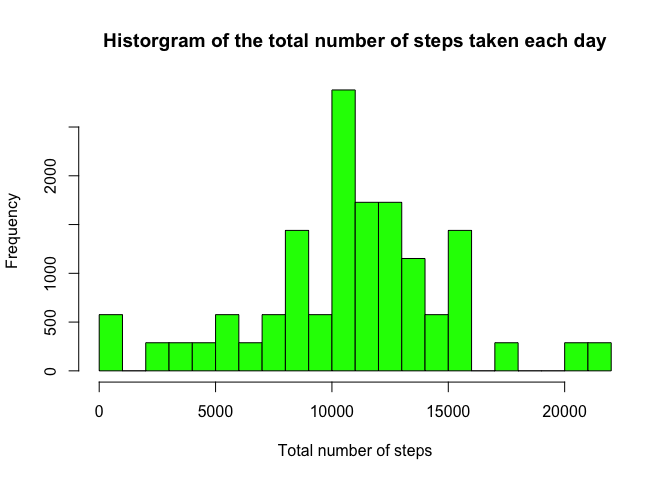 Historgram of the total number of steps taken each day
Frequency
2000
1000
500
0
0 5000 10000 15000 20000
Total number of steps